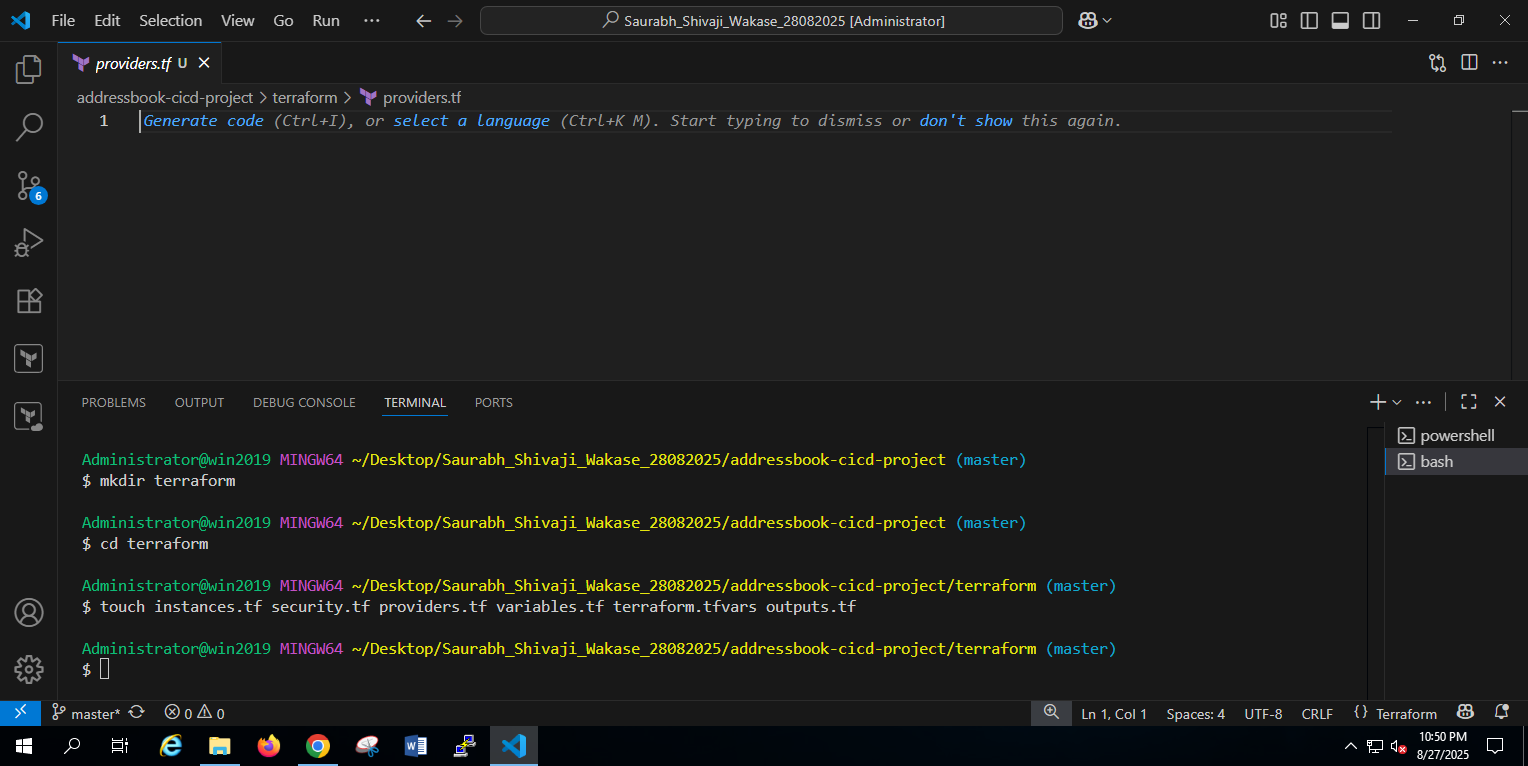 File Edit Selection View Go Run ···
Saurabh_Shivaji_Wakase_28082025 [Administrator]
providers.tf U
addressbook-cicd-project > terraform > providers.tf
1 Generate code (Ctrl+I), or select a language (Ctrl+K M). Start typing to dismiss or don't show this again.
6
PROBLEMS OUTPUT DEBUG CONSOLE TERMINAL PORTS
powershell
bash
Administrator@win2019 MINGW64 ~/Desktop/Saurabh_Shivaji_Wakase_28082025/addressbook-cicd-project (master)
$ mkdir terraform
Administrator@win2019 MINGW64 ~/Desktop/Saurabh_Shivaji_Wakase_28082025/addressbook-cicd-project (master)
$ cd terraform
Administrator@win2019 MINGW64 ~/Desktop/Saurabh_Shivaji_Wakase_28082025/addressbook-cicd-project/terraform (master)
$ touch instances.tf security.tf providers.tf variables.tf terraform.tfvars outputs.tf
Administrator@win2019 MINGW64 ~/Desktop/Saurabh_Shivaji_Wakase_28082025/addressbook-cicd-project/terraform (master)
$
master* 0 0 Ln 1, Col 1 Spaces: 4 UTF-8 CRLF {} Terraform
10:50 PM
8/27/2025